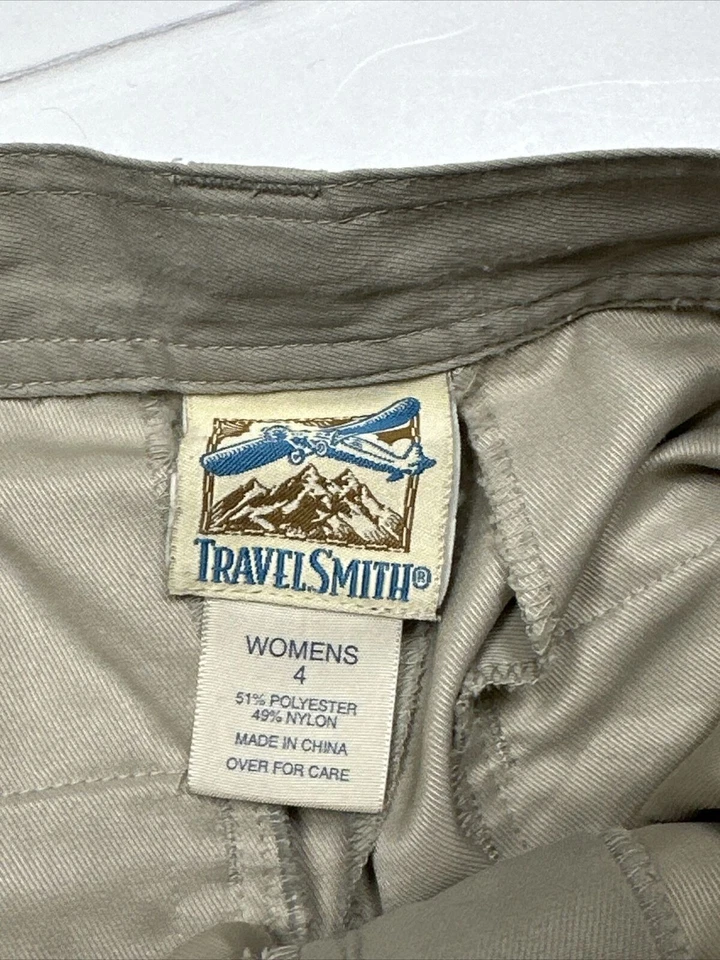 TRAVELSMITH®
WOMENS
4
51% POLYESTER
49% NYLON
MADE IN CHINA
OVER FOR CARE